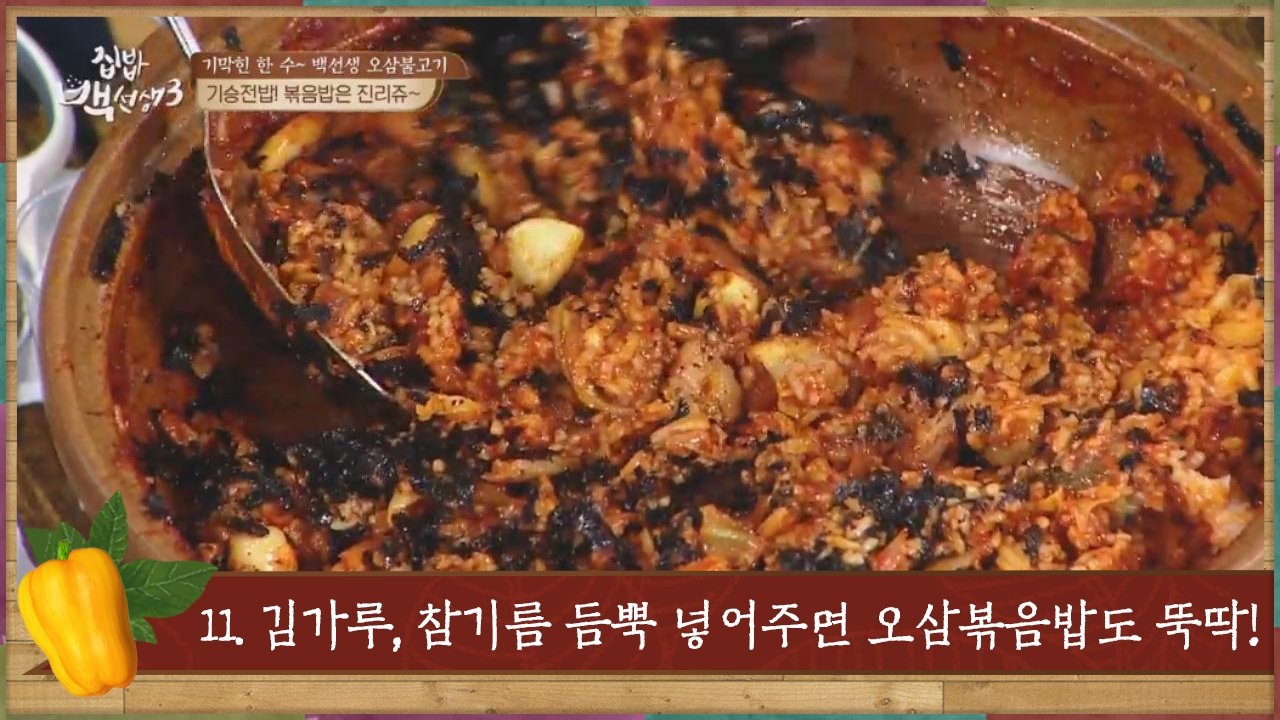 집밥
백선생3
기막힌 한 수~ 백선생 오삼불고기
기승전밥! 볶음밥은 진리쥬~
11. 김가루, 참기름 듬뿍 넣어주면 오삼볶음밥도 뚝딱!